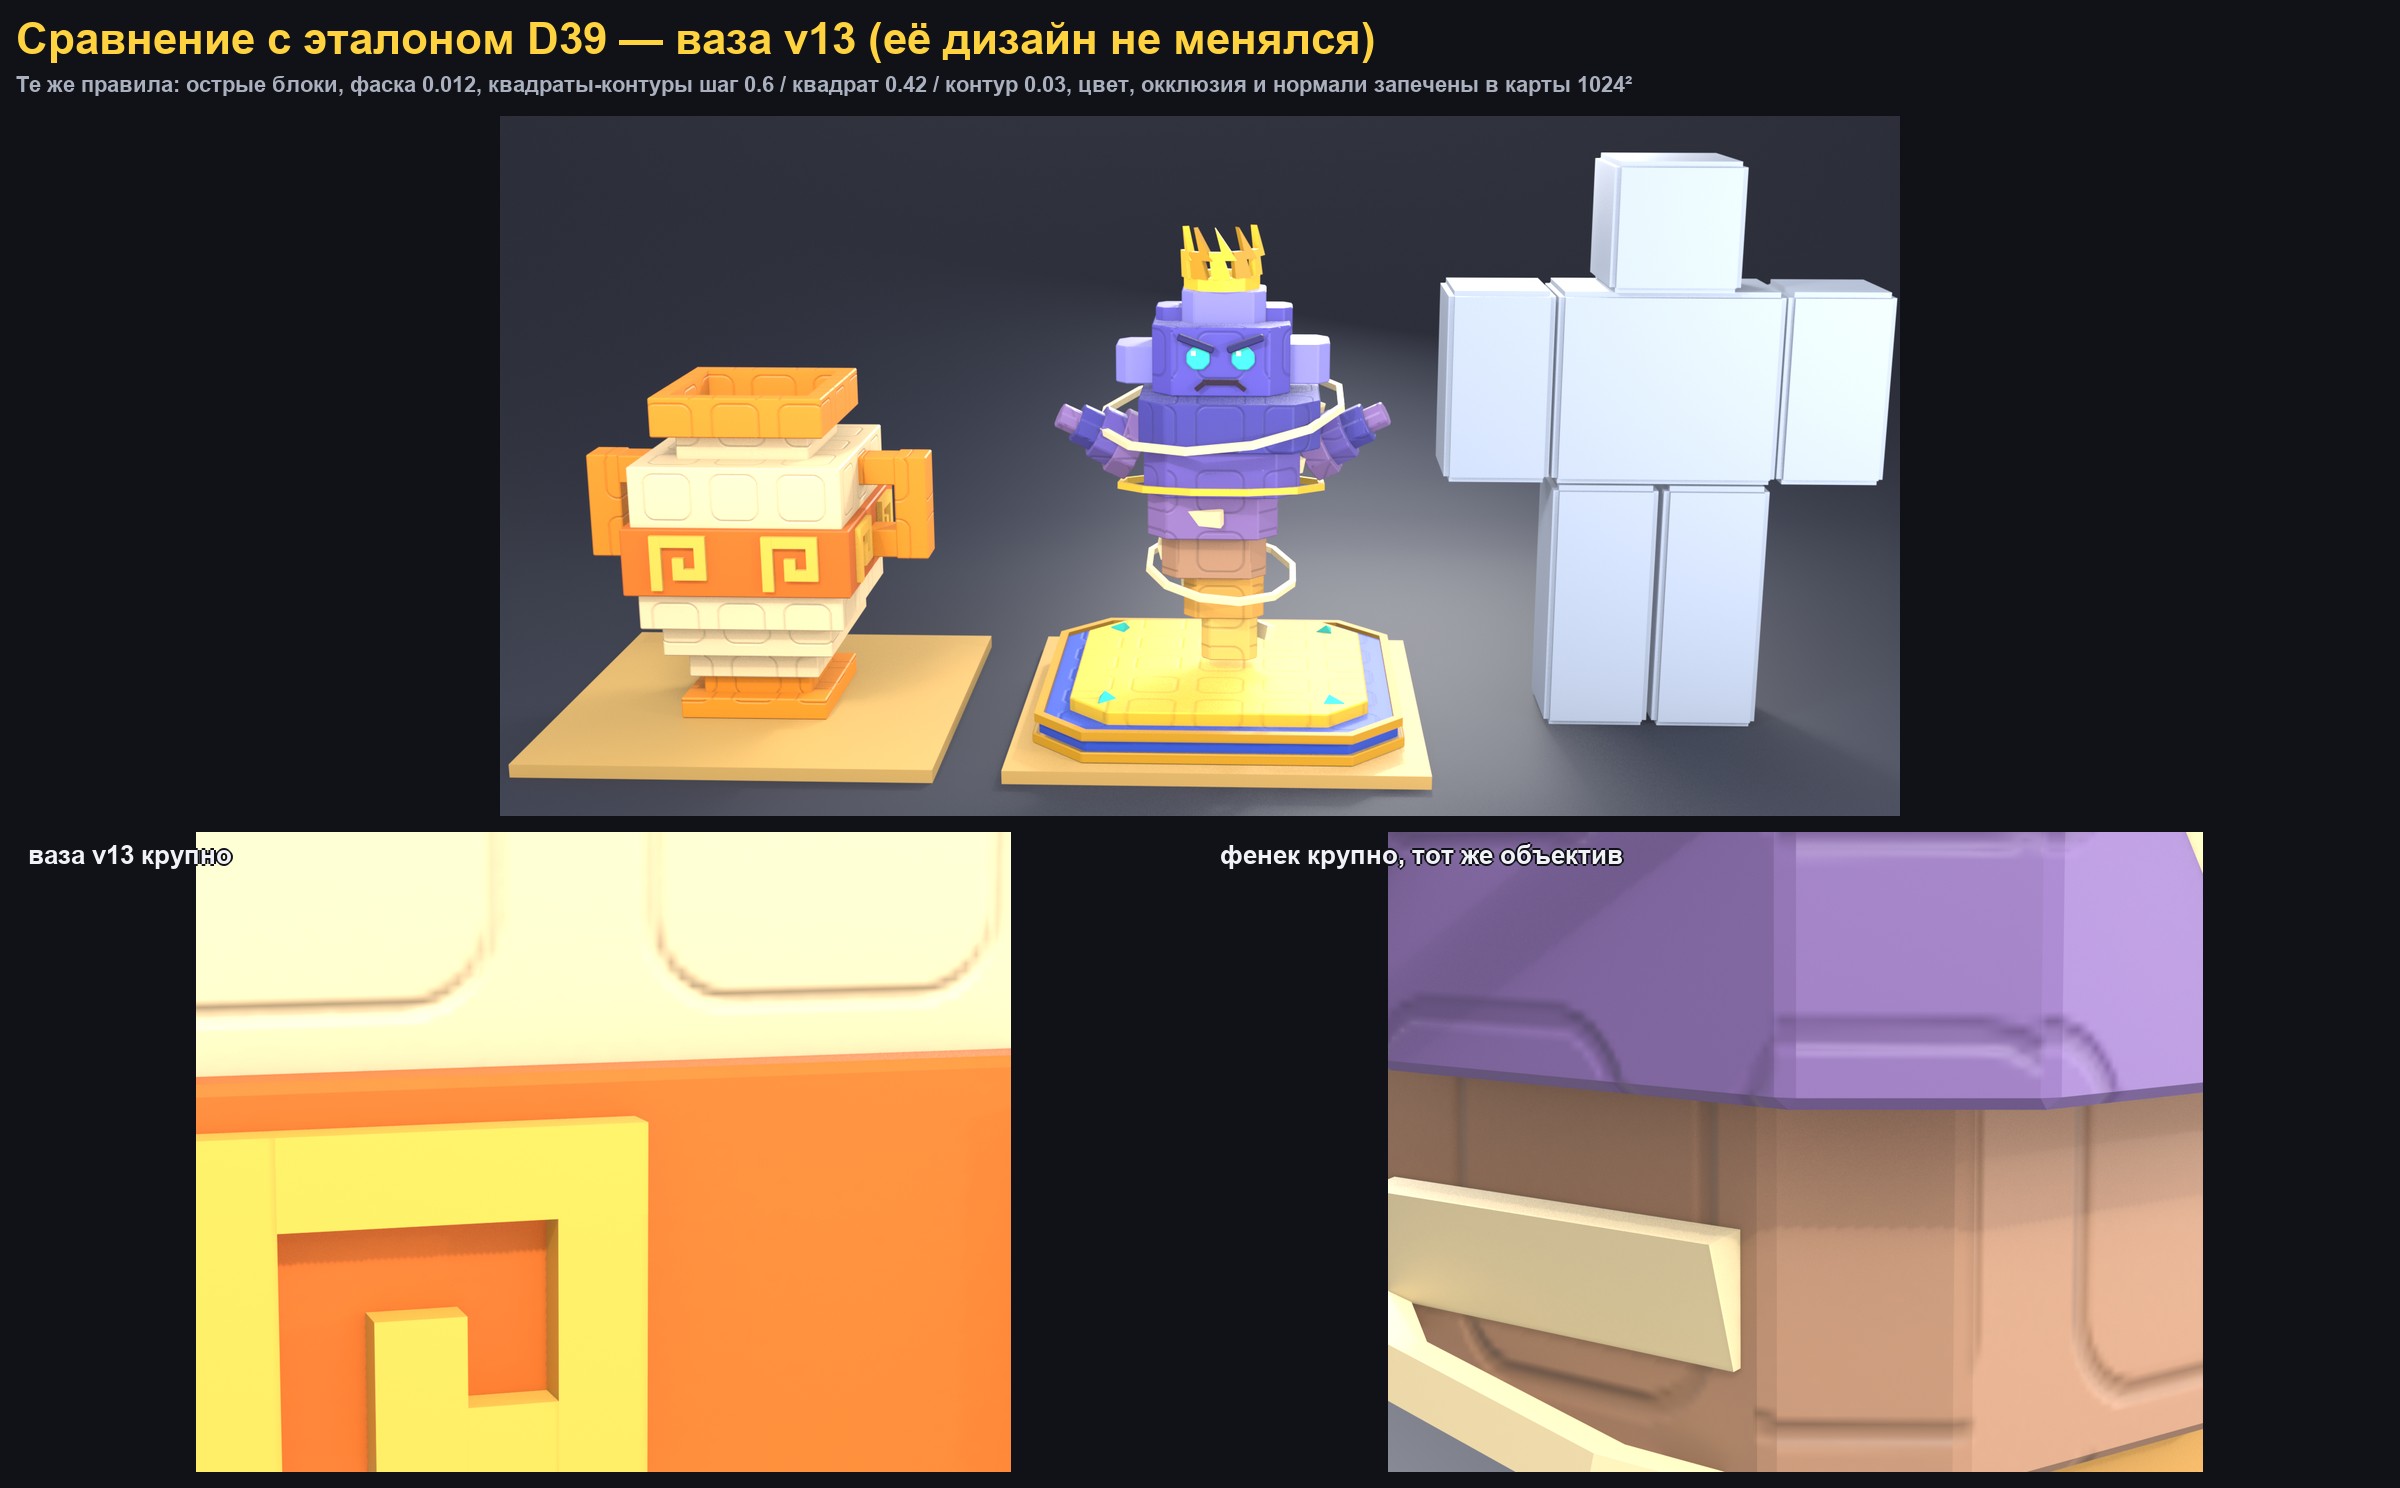 Сравнение с эталоном D39 — ваза v13 (её дизайн не менялся)
Те же правила: острые блоки, фаска 0.012, квадраты-контуры шаг 0.6 / квадрат 0.42 / контур 0.03, цвет, окклюзия и нормали запечены в карты 1024²
ваза v13 крупно
фенек крупно, тот же объектив